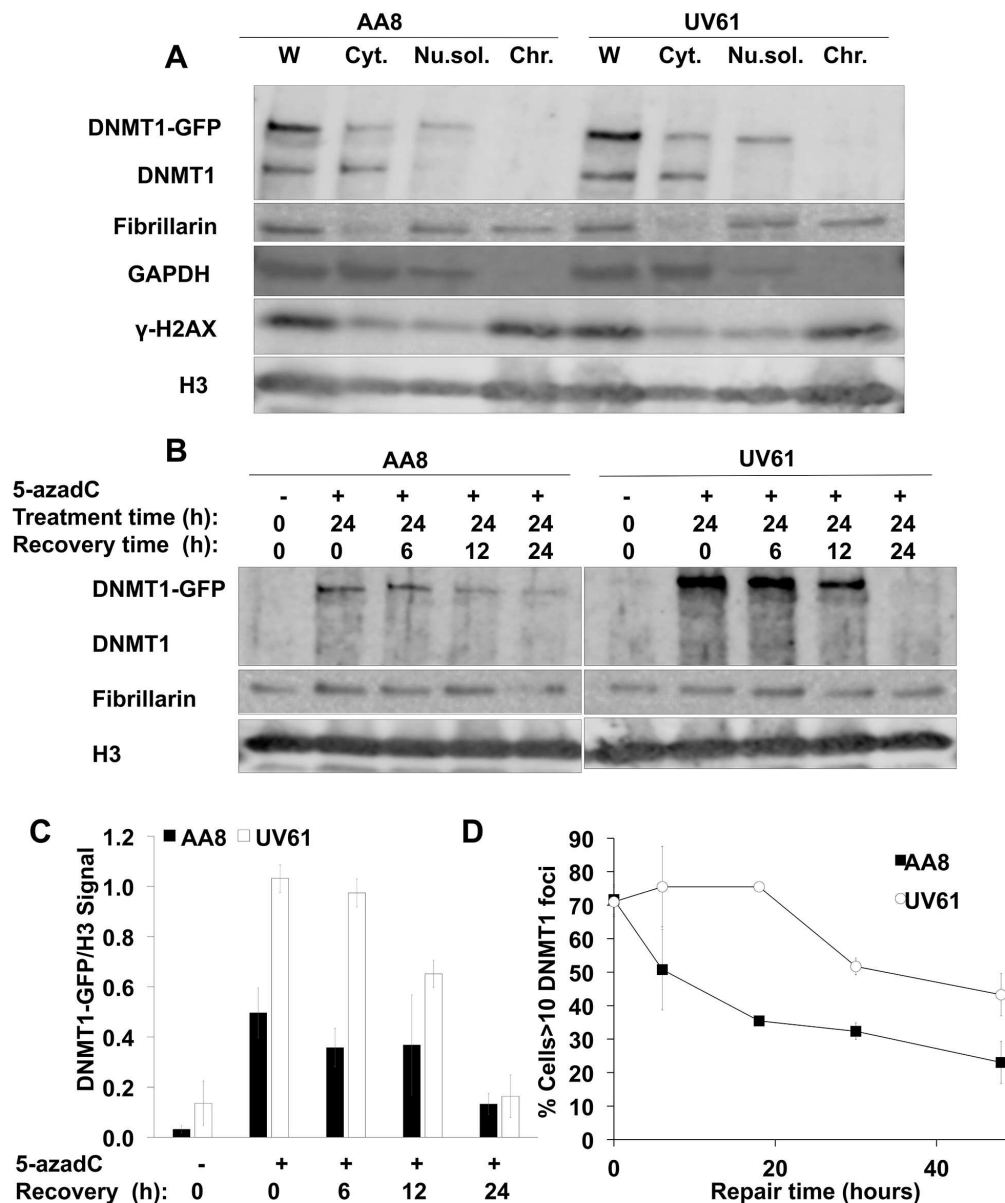 A
AA8 UV61
W Cyt. Nu.sol. Chr. W Cyt. Nu.sol. Chr.
DNMT1-GFP
DNMT1
Fibrillarin
GAPDH
γ-H2AX
H3
B
AA8 UV61
5-azadC - + + + + - + + + +
Treatment time (h): 0 24 24 24 24 0 24 24 24 24
Recovery time (h): 0 0 6 12 24 0 0 6 12 24
DNMT1-GFP
DNMT1
Fibrillarin
H3
C
DNMT1-GFP/H3 Signal
AA8 UV61
1.2
1.0
0.8
0.6
0.4
0.2
0.0
5-azadC - + + + +
Recovery (h): 0 0 6 12 24
D
% Cells>10 DNMT1 foci
90
80
70
60
50
40
30
20
10
0
AA8
UV61
0 20 40
Repair time (hours)